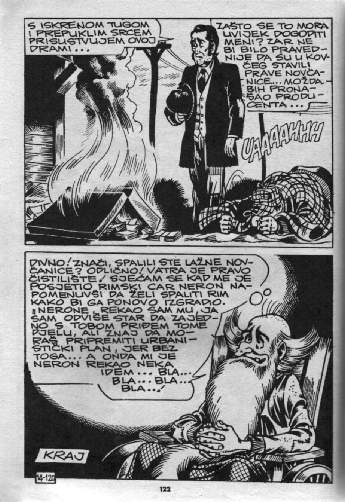 S ISKRENOM TUGOM
I PREPUKLIM SRCEM
PRISUSTVUJEM OVOJ
DRAMI...
ZAŠTO SE TO MORA
UVIJEK DOGODITI
MENI? ZAR NE
BI BILO PRAVED-
NIJE DA SU U KOV-
ČEG STAVILI
PRAVE NOVČA-
NICE... MOŽDA
BIH PRONA-
ŠAO PRODU-
CENTA...
UAAAAHHH
DIVNO! ZNAČI, SPALILI STE LAŽNE NOV-
ČANICE? ODLIČNO! VATRA JE PRAVO
ČISTILIŠTE! SJEĆAM SE KAD ME JE
POSJETIO RIMSKI CAR NERON NA-
POMENUVŠI DA ŽELI SPALITI RIM
KAKO BI GA PONOVO IZGRADIO.
"NERONE, REKAO SAM MU, JA
SAM ODVIŠE STAR DA ZAJED-
NO S TOBOM PRIĐEM TOME
DJELU, ALI ZNAJ DA MO-
RAŠ PRIPREMITI URBANI-
STIČKI PLAN, JER BEZ
TOGA... A ONDA MI JE
NERON REKAO NEKA
IDEM... BLA...
BLA... BLA...
BLA...!
KRAJ
122